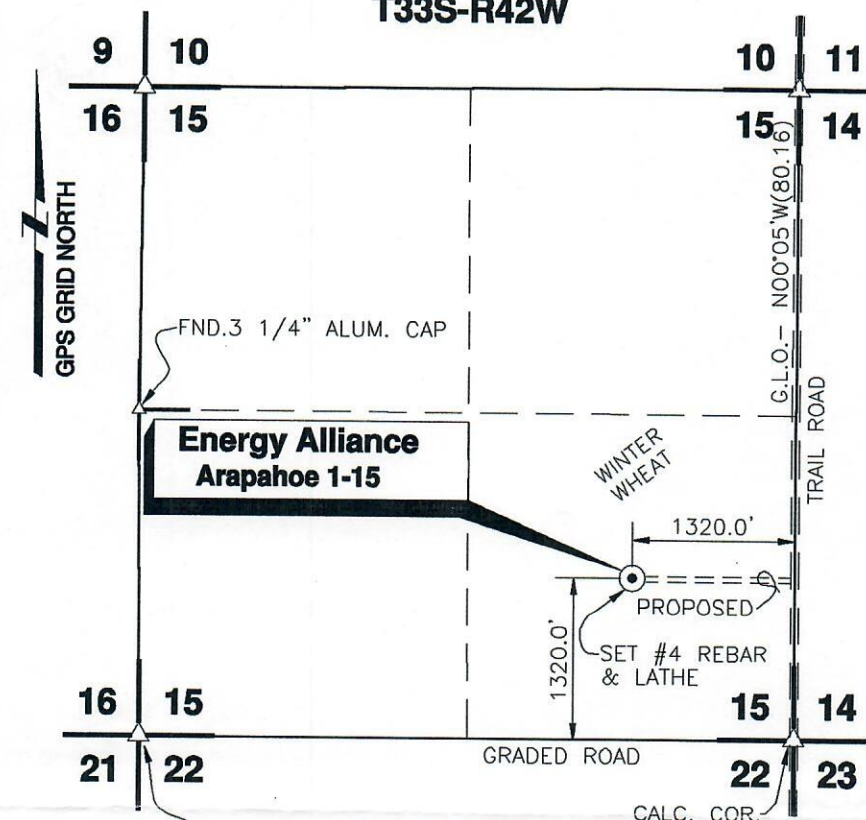 T33S-R42W
9 10
10 11
16 15
15 14
G.L.O.- N00°05'W(80.16)
GPS GRID NORTH
FND.3 1/4" ALUM. CAP
TRAIL ROAD
Energy Alliance
Arapahoe 1-15
WINTER
WHEAT
1320.0'
PROPOSED
1320.0'
SET #4 REBAR
& LATHE
16 15
15 14
GRADED ROAD
21 22
22 23
CALC. COR.